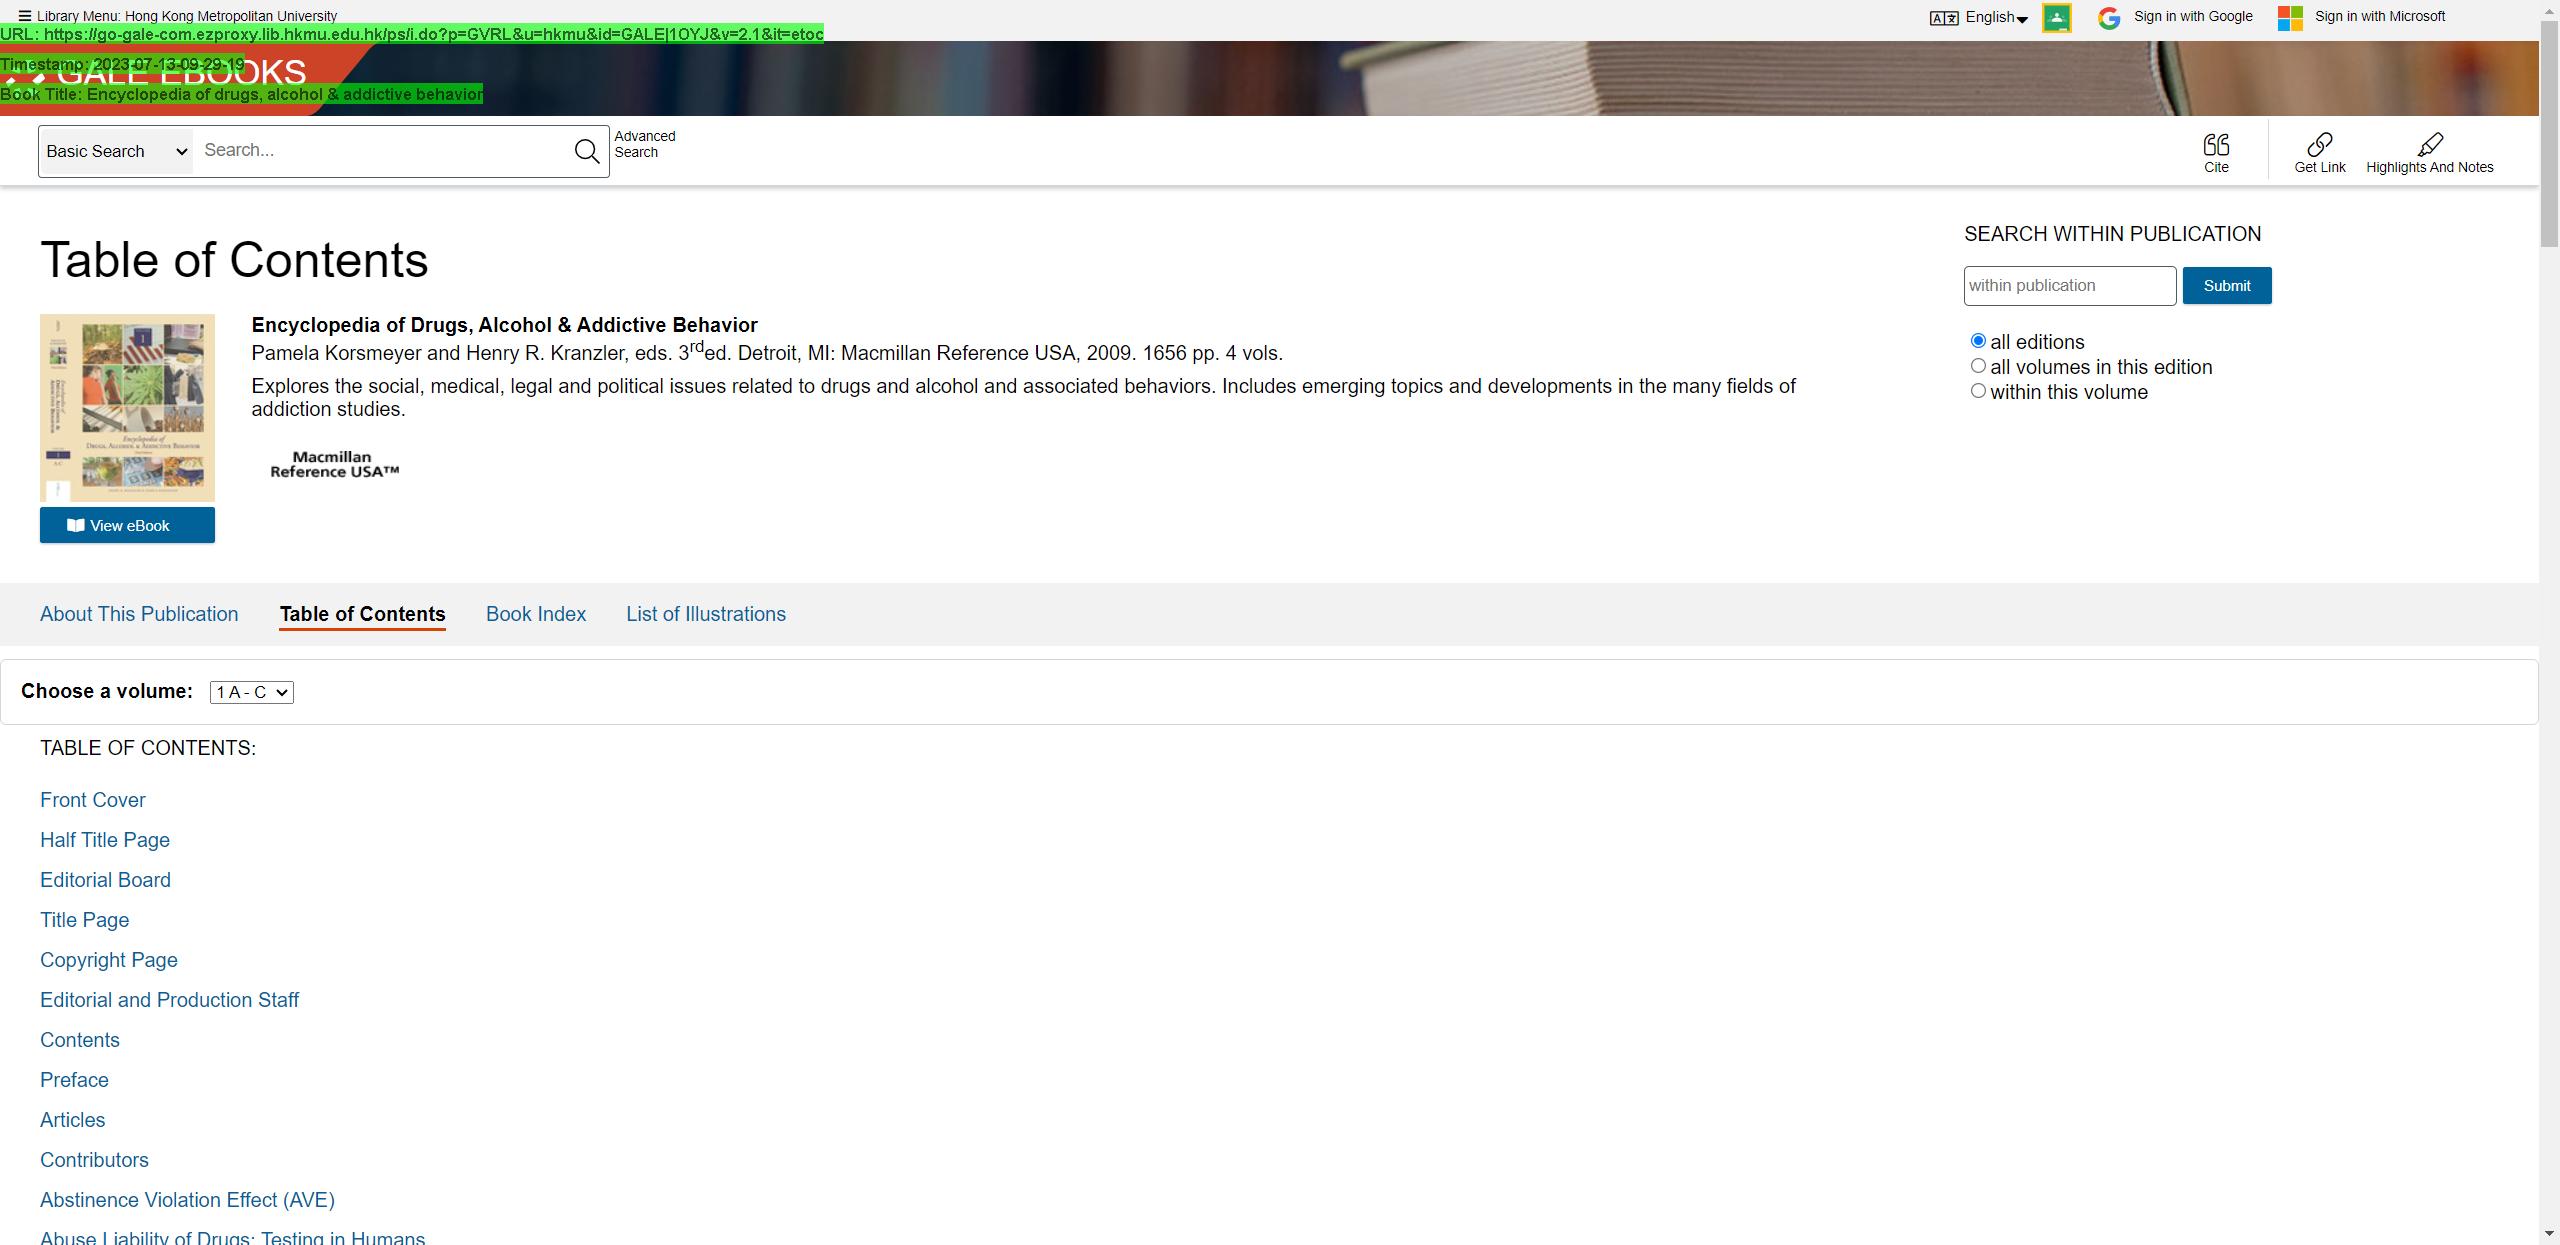 Library Menu: Hong Kong Metropolitan University
English
Sign in with Google
Sign in with Microsoft
URL: https://go-gale-com.ezproxy.lib.hkmu.edu.hk/ps/i.do?p=GVRL&u=hkmu&id=GALE|1OYJ&v=2.1&it=etoc
Timestamp: 2023-07-13-09-29-19
GALE EBOOKS
Book Title: Encyclopedia of drugs, alcohol & addictive behavior
Basic Search
Search...
Advanced
Search
Cite
Get Link
Highlights And Notes
Table of Contents
SEARCH WITHIN PUBLICATION
within publication
Submit
all editions
all volumes in this edition
within this volume
Encyclopedia of Drugs, Alcohol & Addictive Behavior
Pamela Korsmeyer and Henry R. Kranzler, eds. 3rded. Detroit, MI: Macmillan Reference USA, 2009. 1656 pp. 4 vols.
Explores the social, medical, legal and political issues related to drugs and alcohol and associated behaviors. Includes emerging topics and developments in the many fields of
addiction studies.
Encyclopedia of
DRUGS, ALCOHOL & ADDICTIVE BEHAVIOR
Macmillan
Reference USA™
View eBook
About This Publication
Table of Contents
Book Index
List of Illustrations
Choose a volume:
1 A - C
TABLE OF CONTENTS:
Front Cover
Half Title Page
Editorial Board
Title Page
Copyright Page
Editorial and Production Staff
Contents
Preface
Articles
Contributors
Abstinence Violation Effect (AVE)
Abuse Liability of Drugs: Testing in Humans